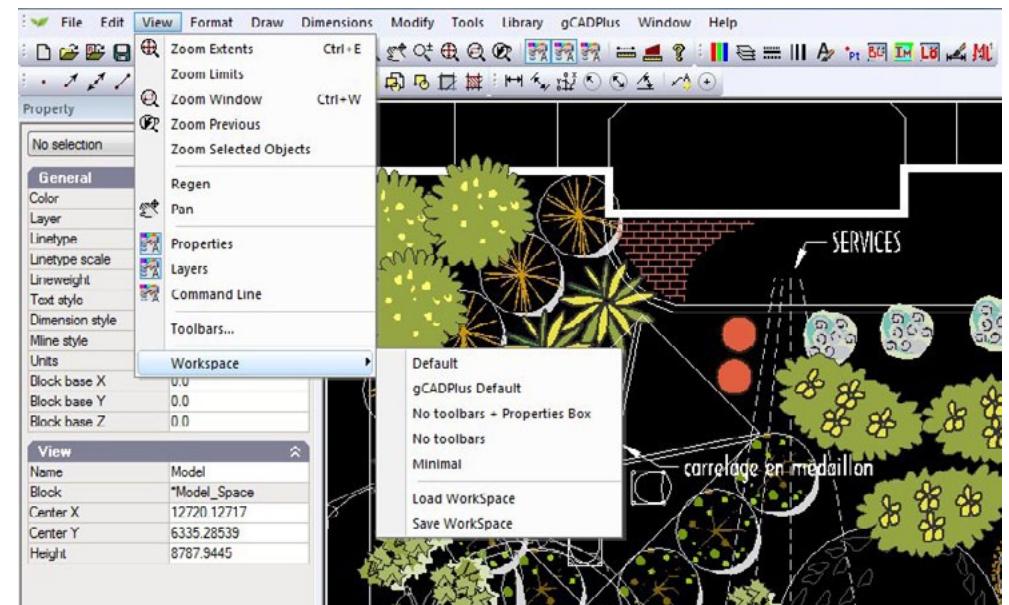 File Edit View Format Draw Dimensions Modify Tools Library gCADPlus Window Help
Zoom Extents Ctrl+E
Zoom Limits
Zoom Window Ctrl+W
Zoom Previous
Zoom Selected Objects
Regen
Pan
Properties
Layers
Command Line
Toolbars...
Workspace
Default
gCADPlus Default
No toolbars + Properties Box
No toolbars
Minimal
Load WorkSpace
Save WorkSpace
Property
No selection
General
Color
Layer
Linetype
Linetype scale
Lineweight
Text style
Dimension style
Mline style
Units
Block base X 0.0
Block base Y 0.0
Block base Z 0.0
View
Name Model
Block *Model_Space
Center X 12720.12717
Center Y 6335.28539
Height 8787.9445
SERVICES
carrelage en médaillon